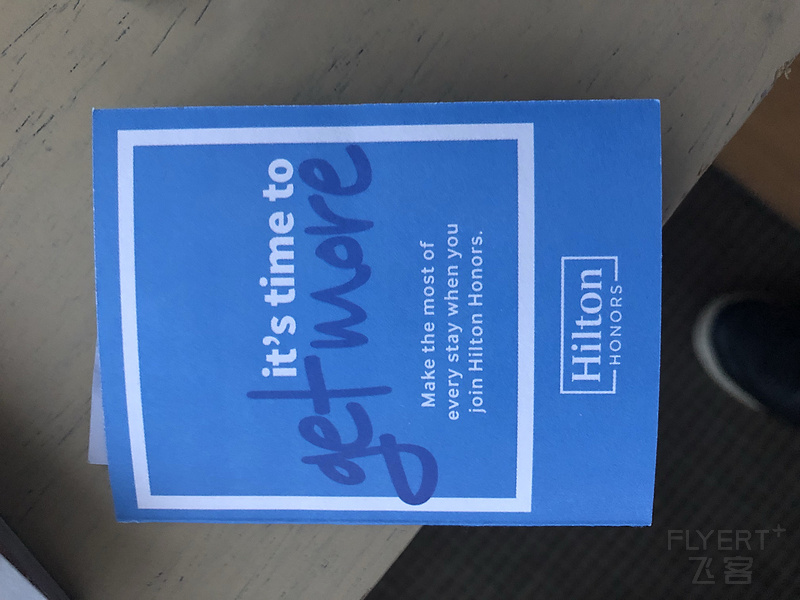 it's time to
get more
Make the most of
every stay when you
join Hilton Honors.
Hilton
HONORS
FLYERT+
飞客